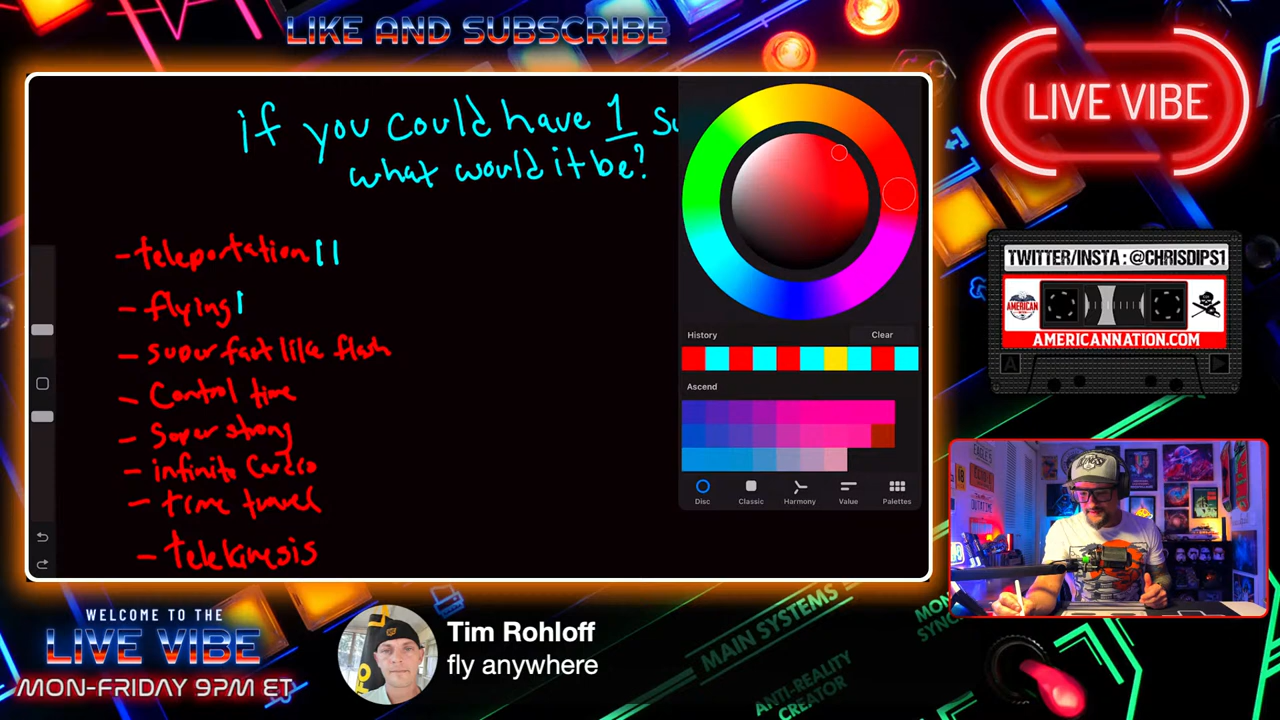 LIKE AND SUBSCRIBE
if you could have 1 su
what would it be?
- teleportation ||
- flying |
- super fast like flash
- Control time
- Super strong
- infinite Cardio
- time travel
- telekinesis
History
Clear
Ascend
Disc
Classic
Harmony
Value
Palettes
LIVE VIBE
TWITTER/INSTA : @CHRISDIPS1
AMERICAN
AMERICANNATION.COM
A
WELCOME TO THE
LIVE VIBE
MON-FRIDAY 9PM ET
Tim Rohloff
fly anywhere
MAIN SYSTEMS
ANTI-REALITY
CREATOR